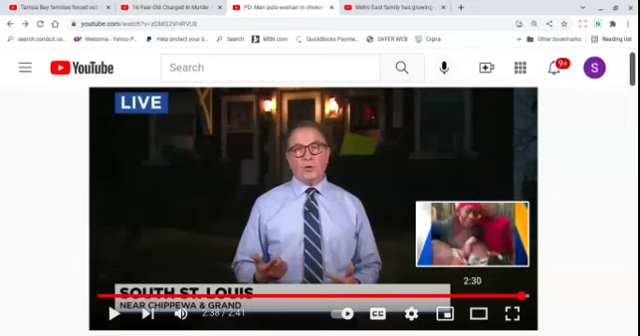 Tampa Bay families forced out
16-Year-Old Charged In Murder
PD: Man puts woman in chokeh
Metro East family has growing
youtube.com/watch?v=zGMG2VHRVUE
search.conduit.co...
Welcome - Yahoo P...
Help protect your b...
Search
MSN.com
QuickBooks Payme...
SAFER WEB
Cigna
Other bookmarks
Reading list
YouTube
Search
9+
S
LIVE
2:30
SOUTH ST. LOUIS
NEAR CHIPPEWA & GRAND
2:38 / 2:41
CC